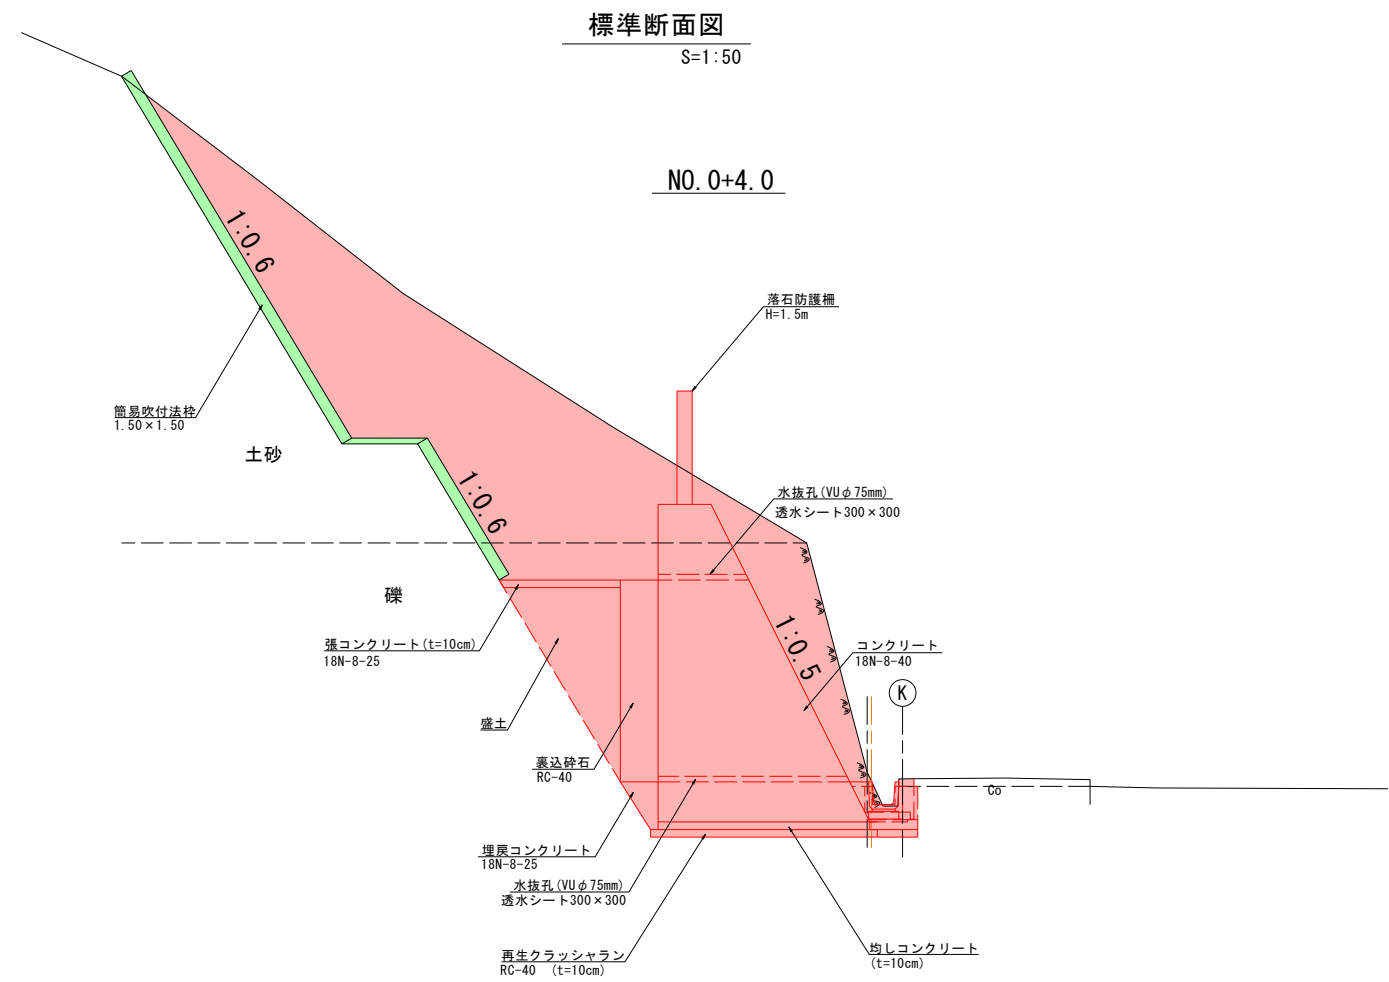 標準断面図
S=1:50
NO.0+4.0
1:0.6
落石防護柵
H=1.5m
簡易吹付法枠
1.50×1.50
土砂
1:0.6
水抜孔(VUφ75mm)
透水シート300×300
礫
張コンクリート(t=10cm)
18N-8-25
1:0.5
コンクリート
18N-8-40
K
盛土
裏込砕石
RC-40
Co
埋戻コンクリート
18N-8-25
水抜孔(VUφ75mm)
透水シート300×300
再生クラッシャラン
RC-40 (t=10cm)
均しコンクリート
(t=10cm)